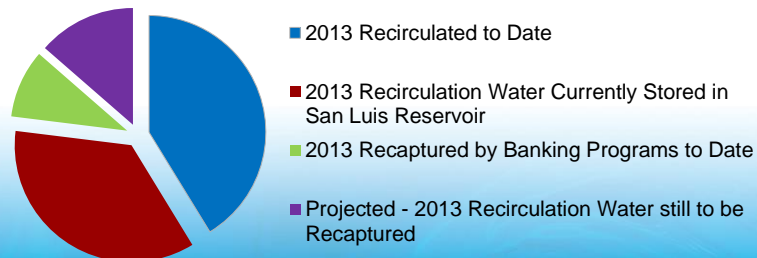 2013 Recirculated to Date
2013 Recirculation Water Currently Stored in
San Luis Reservoir
2013 Recaptured by Banking Programs to Date
Projected - 2013 Recirculation Water still to be
Recaptured